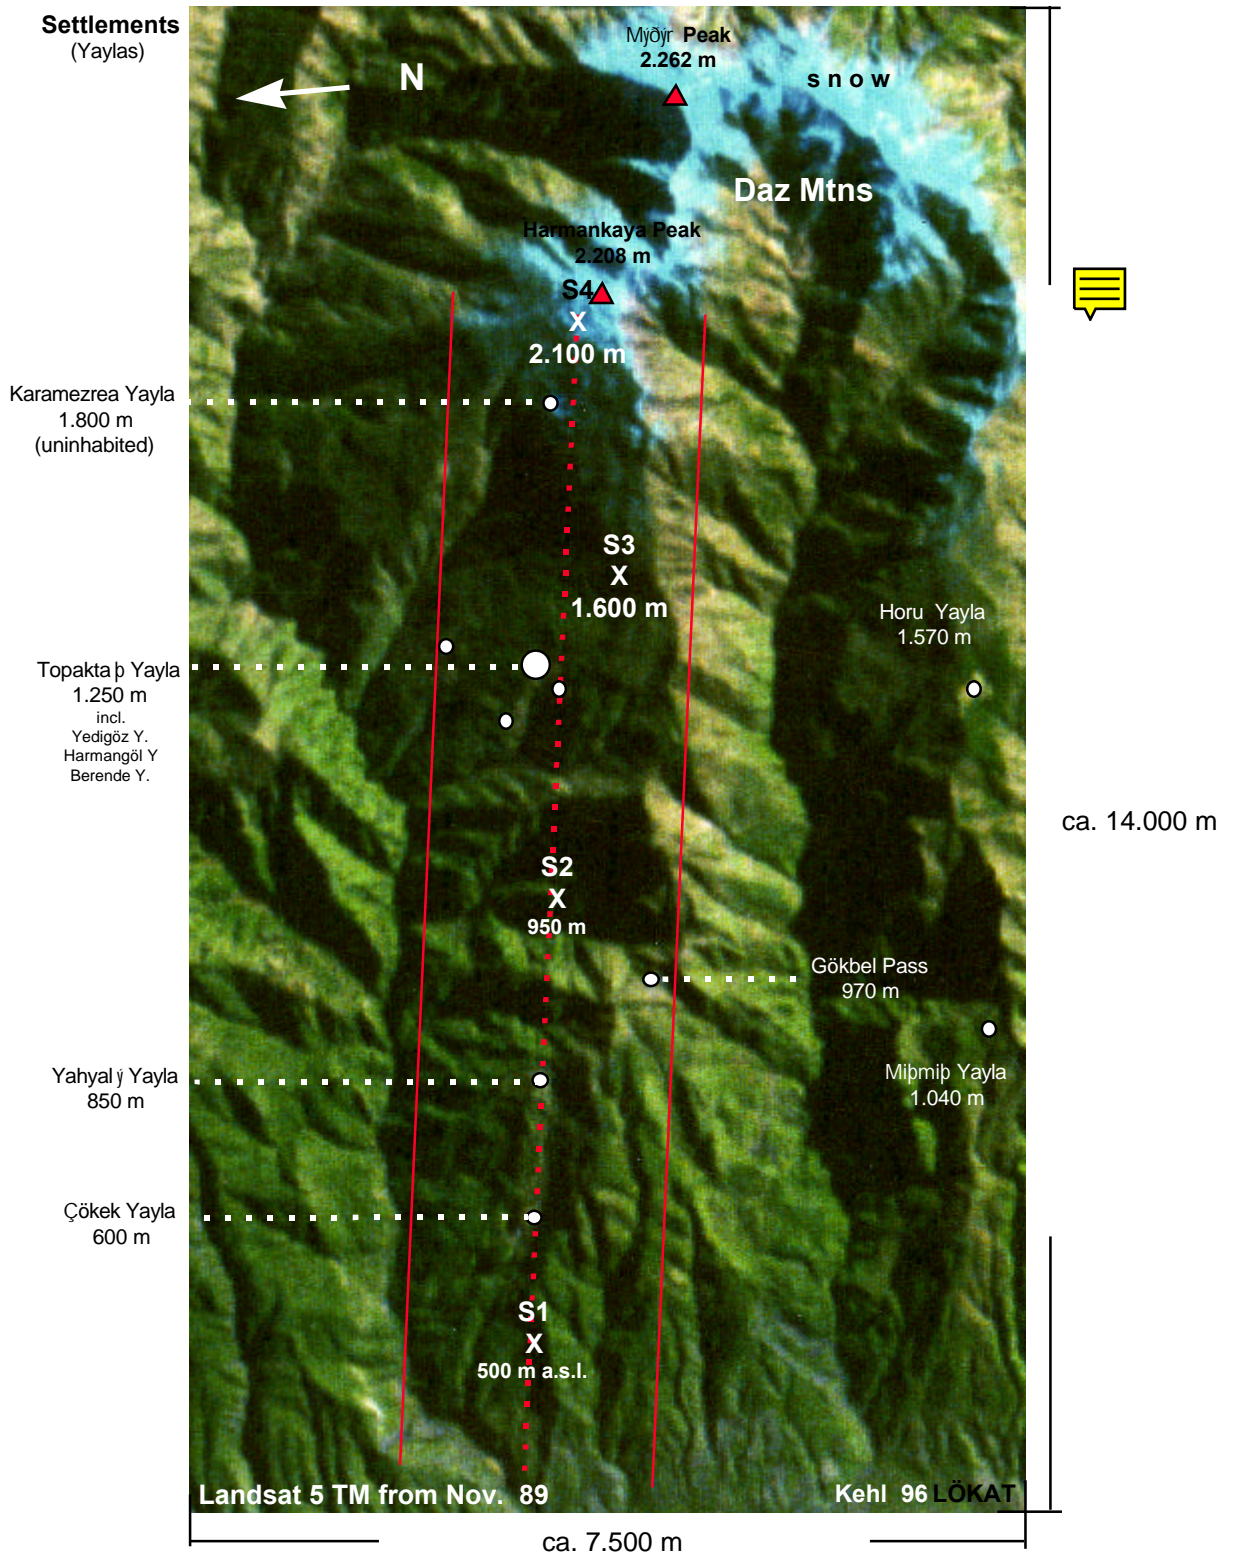 Settlements
(Yaylas)
N
Mýðýr Peak
2.262 m
snow
Daz Mtns
Harmankaya Peak
2.208 m
S4
X
2.100 m
Karamezrea Yayla
1.800 m
(uninhabited)
S3
X
1.600 m
Horu Yayla
1.570 m
Topaktaþ Yayla
1.250 m
incl.
Yedigöz Y.
Harmangöl Y
Berende Y.
ca. 14.000 m
S2
X
950 m
Gökbel Pass
970 m
Yahyalý Yayla
850 m
Miþmiþ Yayla
1.040 m
Çökek Yayla
600 m
S1
X
500 m a.s.l.
Landsat 5 TM from Nov. 89
Kehl 96 LÖKAT
ca. 7.500 m